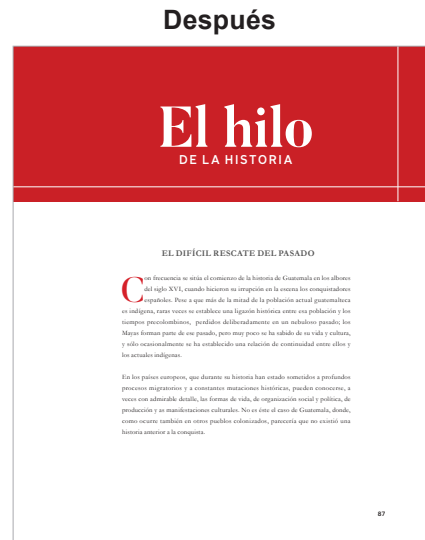 Después
El hilo
DE LA HISTORIA
EL DIFÍCIL RESCATE DEL PASADO
Con frecuencia se sitúa el comienzo de la historia de Guatemala en los albores
del siglo XVI, cuando hicieron su irrupción en la escena los conquistadores
españoles. Pese a que más de la mitad de la población actual guatemalteca
es indígena, raras veces se establece una ligazón histórica entre esa población y los
tiempos precolombinos, perdidos deliberadamente en un nebuloso pasado; los
Mayas forman parte de ese pasado, pero muy poco se ha sabido de su vida y cultura,
y sólo ocasionalmente se ha establecido una relación de continuidad entre ellos y
los actuales indígenas.
En los países europeos, que durante su historia han estado sometidos a profundos
procesos migratorios y a constantes mutaciones históricas, pueden conocerse, a
veces con admirable detalle, las formas de vida, de organización social y política, de
producción y as manifestaciones culturales. No es éste el caso de Guatemala, donde,
como ocurre también en otros pueblos colonizados, parecería que no existió una
historia anterior a la conquista.
87